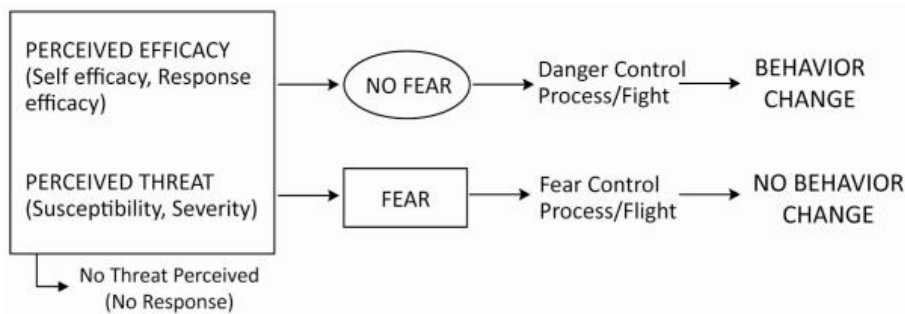 PERCEIVED EFFICACY
(Self efficacy, Response
efficacy)
NO FEAR
Danger Control
Process/Fight
BEHAVIOR
CHANGE
PERCEIVED THREAT
(Susceptibility, Severity)
FEAR
Fear Control
Process/Flight
NO BEHAVIOR
CHANGE
No Threat Perceived
(No Response)